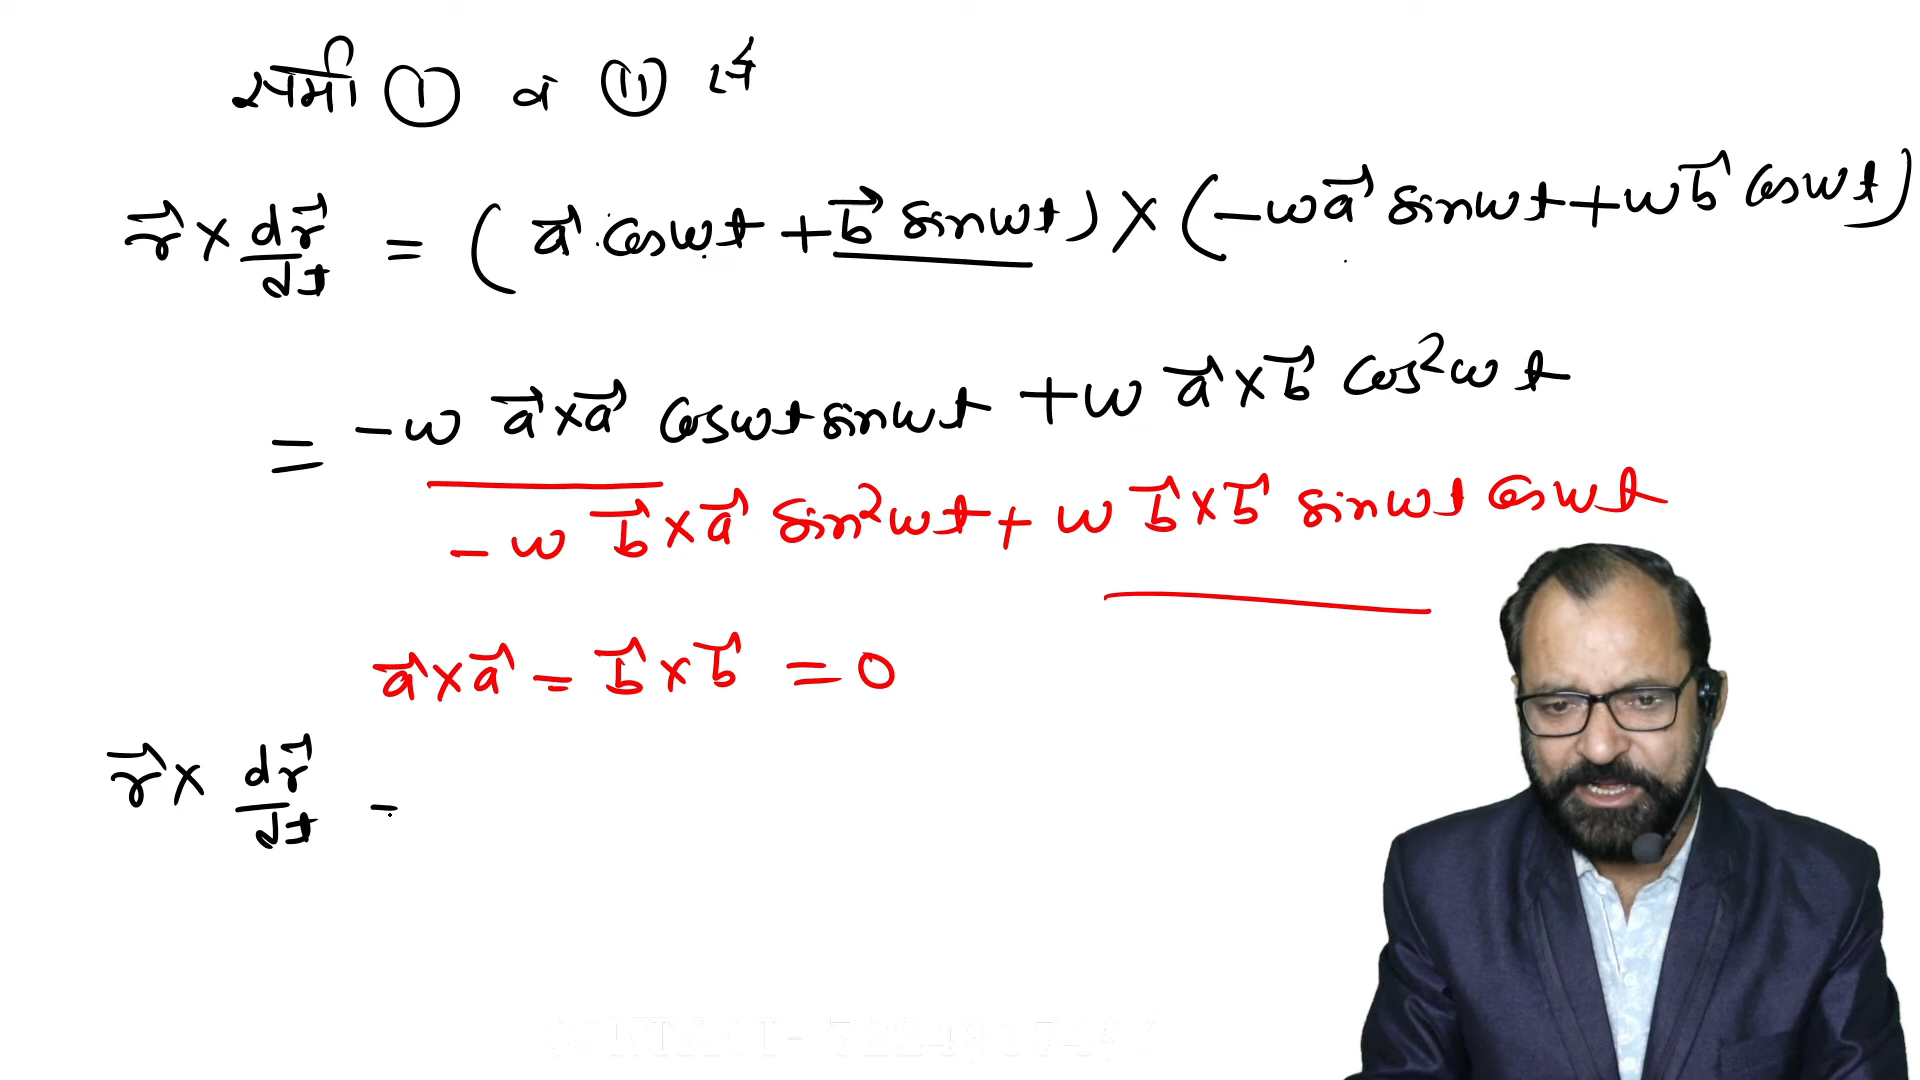 समी ① व ⑪ से
r⃗ × dr⃗/dt = ( a⃗ cosωt + b⃗ sinωt ) × ( -ωa⃗ sinωt + ωb⃗ cosωt )
= -ω a⃗×a⃗ cosωt sinωt + ω a⃗×b⃗ cos²ωt
- ω b⃗×a⃗ sin²ωt + ω b⃗×b⃗ sinωt cosωt
a⃗×a⃗ = b⃗×b⃗ = 0
r⃗ × dr⃗/dt =